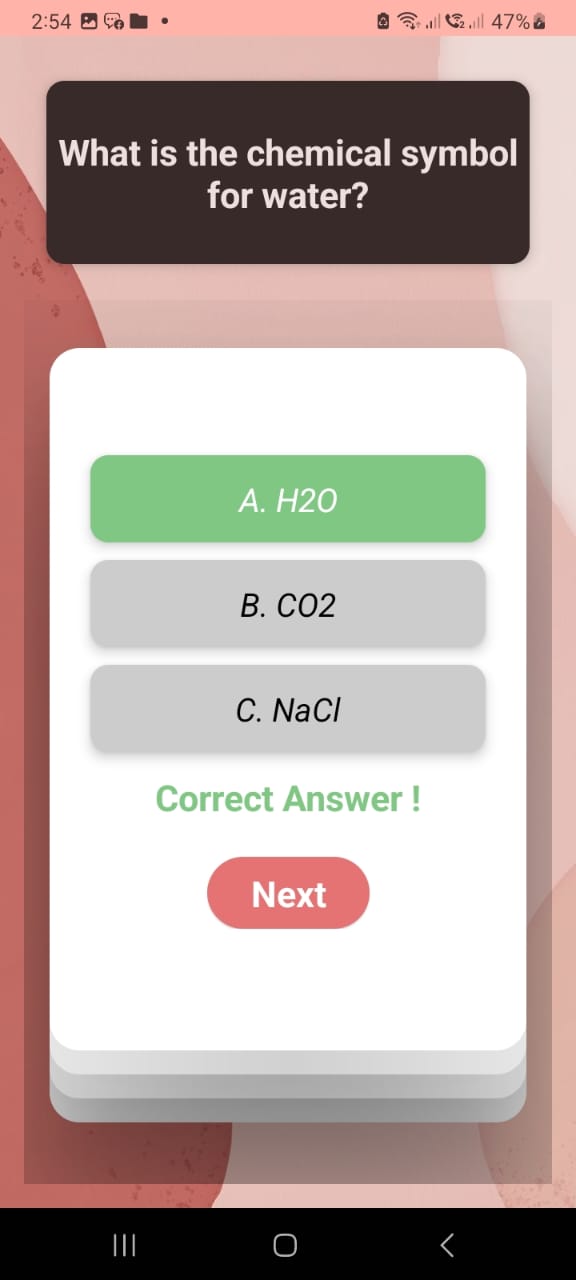 2:54
47%
What is the chemical symbol
for water?
A. H2O
B. CO2
C. NaCl
Correct Answer !
Next